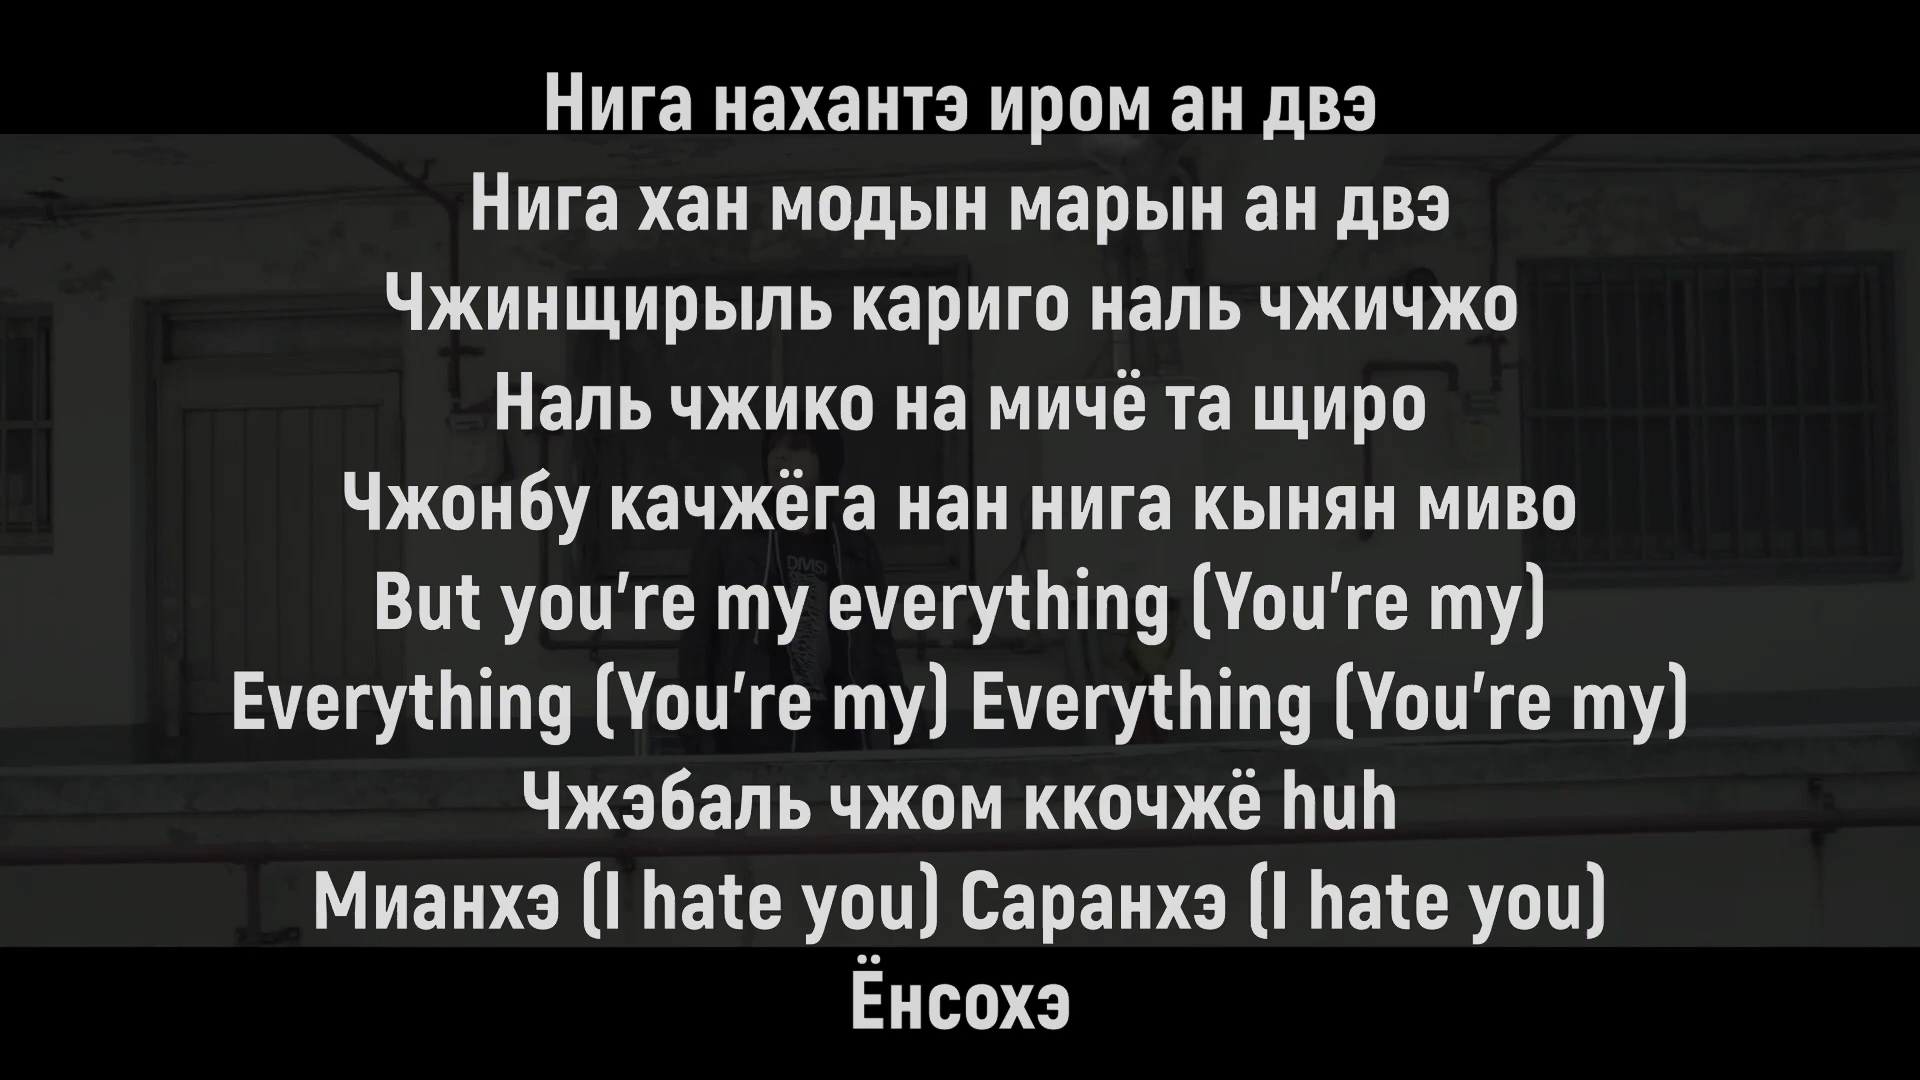 Нига нахантэ иром ан двэ
Нига хан модын марын ан двэ
Чжинщирыль кариго наль чжичжо
Наль чжико на мичё та щиро
Чжонбу качжёга нан нига кынян миво
But you're my everything (You're my)
Everything (You're my) Everything (You're my)
Чжэбаль чжом ккочжё huh
Мианхэ (I hate you) Саранхэ (I hate you)
Ёнсохэ